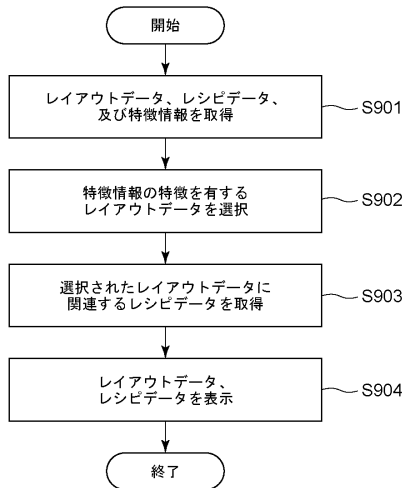 開始
レイアウトデータ、レシピデータ、
及び特徴情報を取得
S901
特徴情報の特徴を有する
レイアウトデータを選択
S902
選択されたレイアウトデータに
関連するレシピデータを取得
S903
レイアウトデータ、
レシピデータを表示
S904
終了